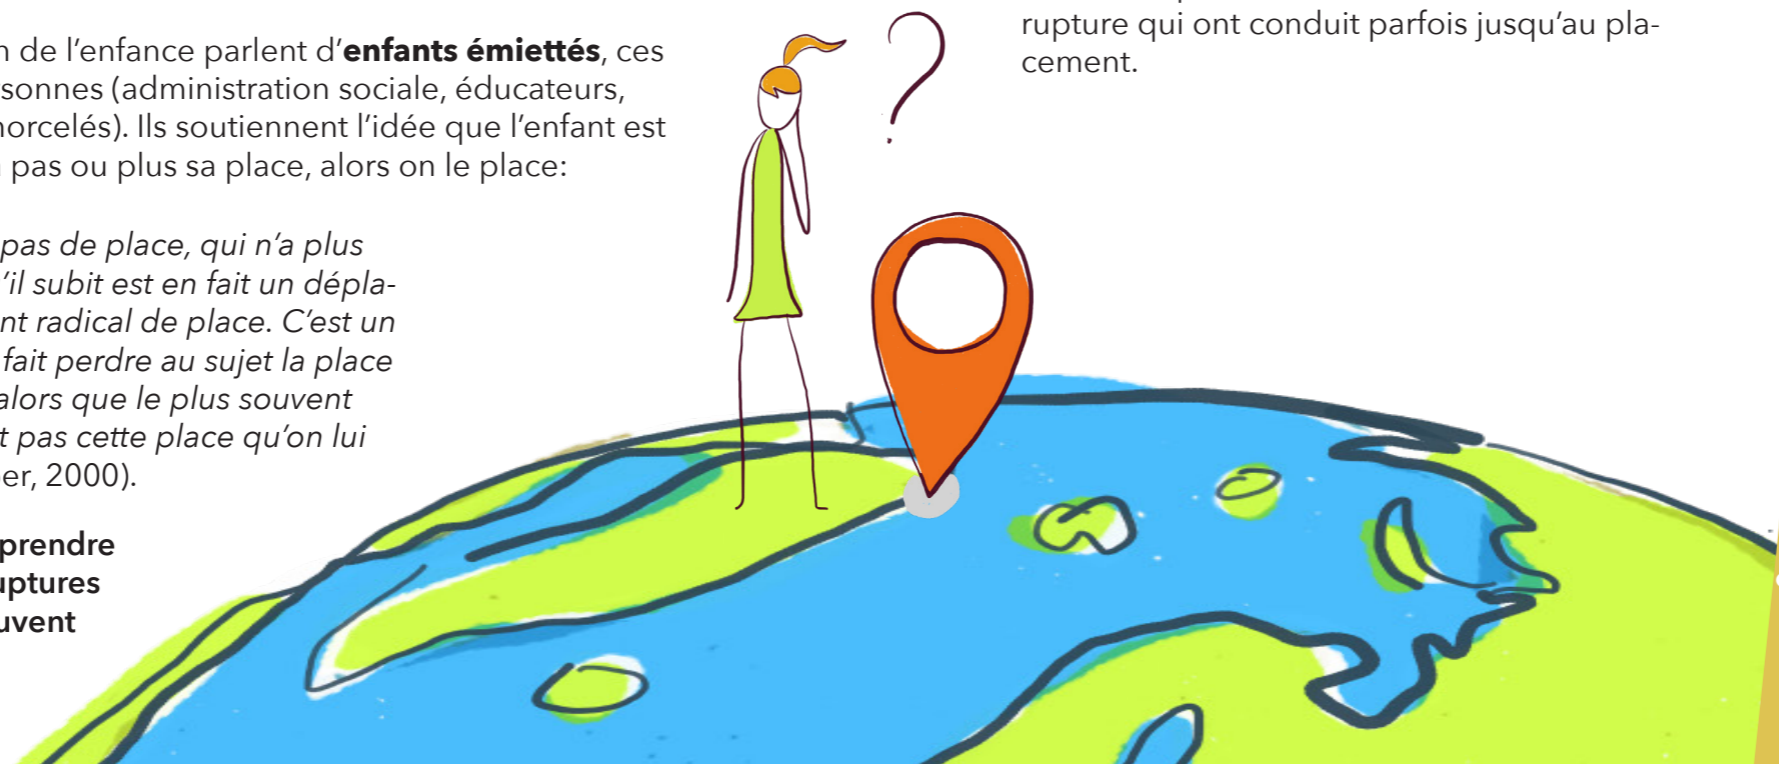 n de l’enfance parlent d’enfants émiettés, ces
sonnes (administration sociale, éducateurs,
norcelés). Ils soutiennent l’idée que l’enfant est
pas ou plus sa place, alors on le place:
pas de place, qui n’a plus
’il subit est en fait un dépla-
nt radical de place. C’est un
fait perdre au sujet la place
alors que le plus souvent
t pas cette place qu’on lui
er, 2000).
prendre
uptures
uvent
?
rupture qui ont conduit parfois jusqu’au pla-
cement.